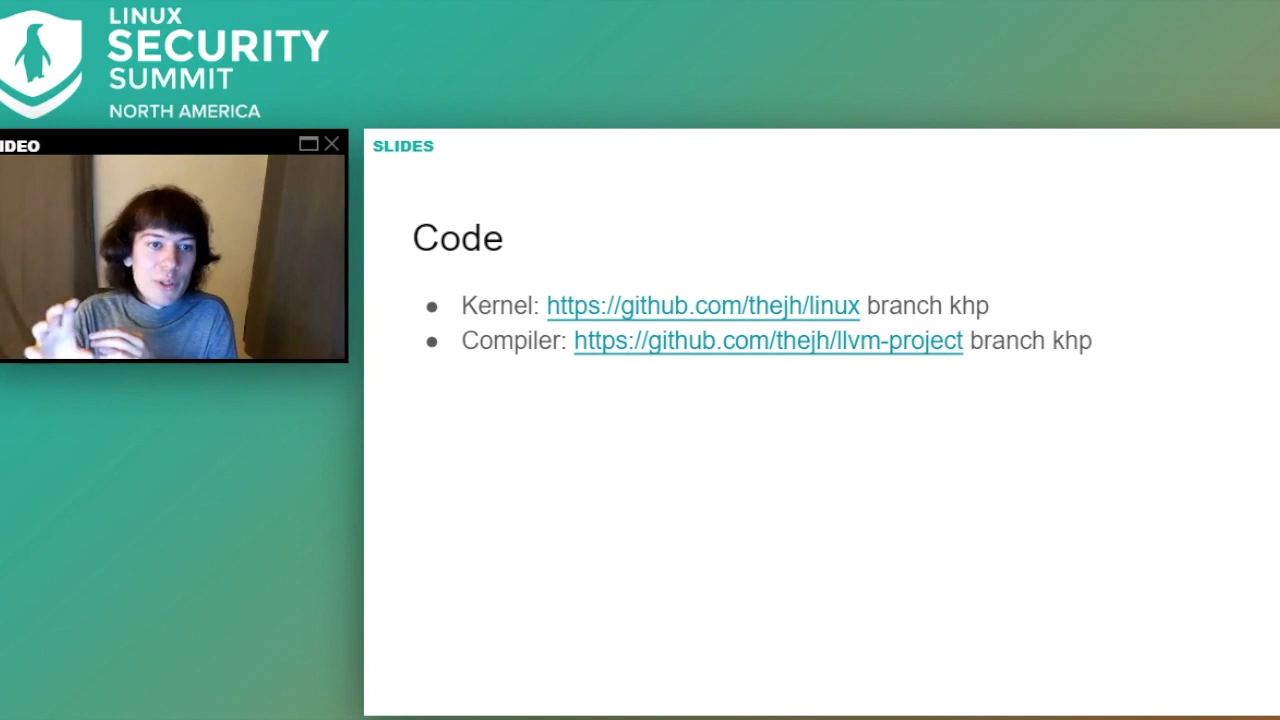 LINUX
SECURITY
SUMMIT
NORTH AMERICA
IDEO
SLIDES
Code
● Kernel: https://github.com/thejh/linux branch khp
● Compiler: https://github.com/thejh/llvm-project branch khp